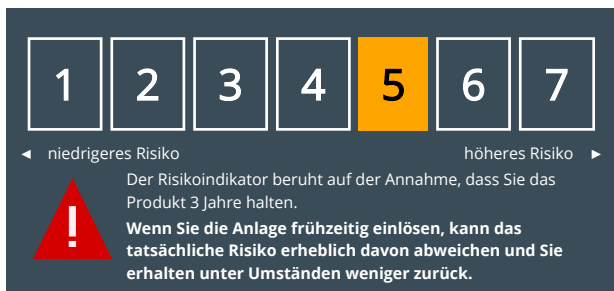 1 2 3 4 5 6 7
◄ niedrigeres Risiko höheres Risiko ►
Der Risikoindikator beruht auf der Annahme, dass Sie das
Produkt 3 Jahre halten.
Wenn Sie die Anlage frühzeitig einlösen, kann das
tatsächliche Risiko erheblich davon abweichen und Sie
erhalten unter Umständen weniger zurück.
!